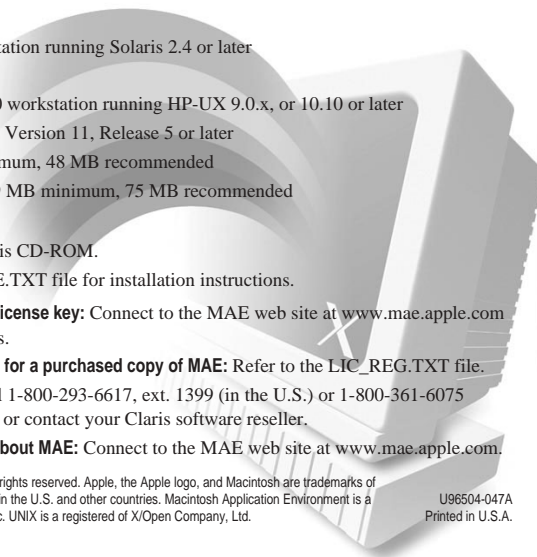 tation running Solaris 2.4 or later
0 workstation running HP-UX 9.0.x, or 10.10 or later
Version 11, Release 5 or later
mum, 48 MB recommended
MB minimum, 75 MB recommended
is CD-ROM.
E.TXT file for installation instructions.
icense key: Connect to the MAE web site at www.mae.apple.com
s.
for a purchased copy of MAE: Refer to the LIC_REG.TXT file.
l 1-800-293-6617, ext. 1399 (in the U.S.) or 1-800-361-6075
or contact your Claris software reseller.
bout MAE: Connect to the MAE web site at www.mae.apple.com.
rights reserved. Apple, the Apple logo, and Macintosh are trademarks of
in the U.S. and other countries. Macintosh Application Environment is a
c. UNIX is a registered of X/Open Company, Ltd.
U96504-047A
Printed in U.S.A.
X